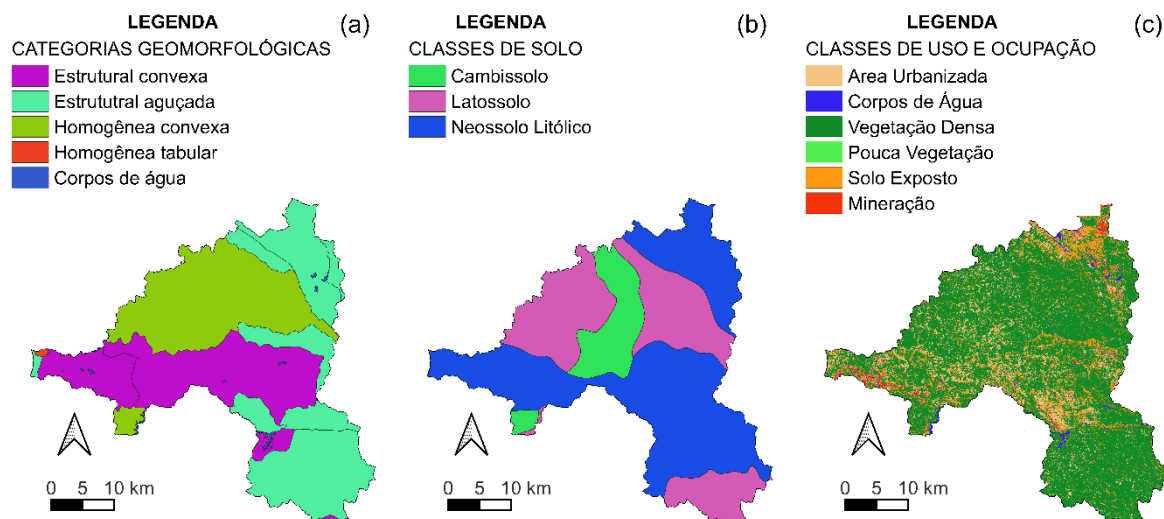 LEGENDA
(a)
CATEGORIAS GEOMORFOLÓGICAS
Estrutural convexa
Estrututral aguçada
Homogênea convexa
Homogênea tabular
Corpos de água
0 5 10 km
LEGENDA
(b)
CLASSES DE SOLO
Cambissolo
Latossolo
Neossolo Litólico
0 5 10 km
LEGENDA
(c)
CLASSES DE USO E OCUPAÇÃO
Area Urbanizada
Corpos de Água
Vegetação Densa
Pouca Vegetação
Solo Exposto
Mineração
0 5 10 km